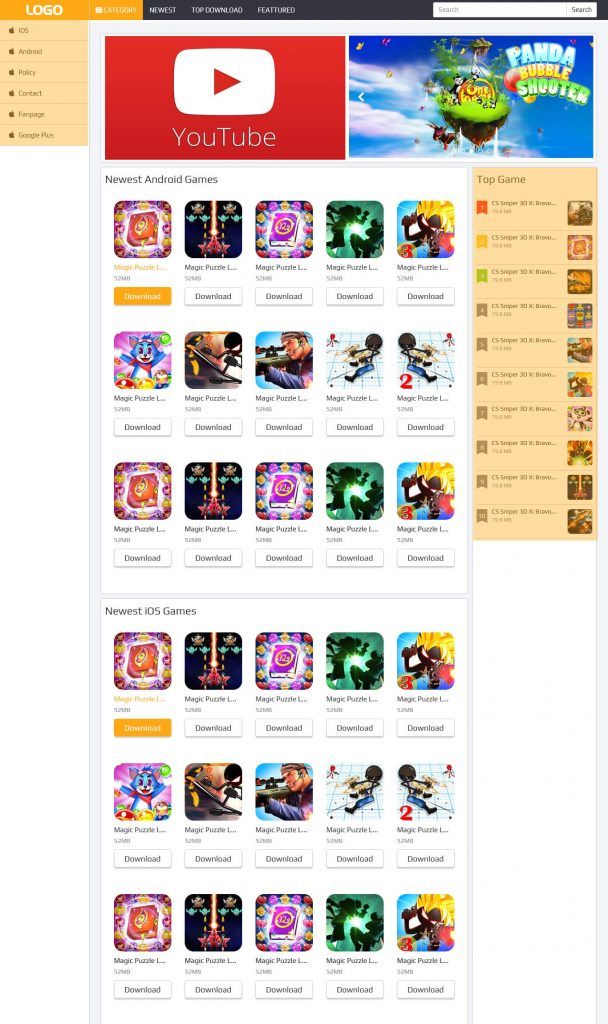 LOGO
CATEGORY NEWEST TOP DOWNLOAD FEATTURED Search Search
IOS
Android
Policy
Contact
Fanpage
Google Plus
YouTube
PANDA
BUBBLE
SHOOTER
Newest Android Games
Magic Puzzle L... Magic Puzzle L... Magic Puzzle L... Magic Puzzle L... Magic Puzzle L...
52MB 52MB 52MB 52MB 52MB
Download Download Download Download Download
2
Magic Puzzle L... Magic Puzzle L... Magic Puzzle L... Magic Puzzle L... Magic Puzzle L...
52MB 52MB 52MB 52MB 52MB
Download Download Download Download Download
3
Magic Puzzle L... Magic Puzzle L... Magic Puzzle L... Magic Puzzle L... Magic Puzzle L...
52MB 52MB 52MB 52MB 52MB
Download Download Download Download Download
Top Game
1 CS Sniper 3D X: Bravo...
79.8 MB
CS Sniper 3D X: Bravo...
79.8 MB
3 CS Sniper 3D X: Bravo...
79.8 MB
4 CS Sniper 3D X: Bravo...
79.8 MB
5 CS Sniper 3D X: Bravo...
79.8 MB
6 CS Sniper 3D X: Bravo...
79.8 MB
CS Sniper 3D X: Bravo...
79.8 MB
8 CS Sniper 3D X: Bravo...
79.8 MB
9 CS Sniper 3D X: Bravo...
79.8 MB
10 CS Sniper 3D X: Bravo...
79.8 MB
Newest iOS Games
3
Magic Puzzle L... Magic Puzzle L... Magic Puzzle L... Magic Puzzle L... Magic Puzzle L...
52MB 52MB 52MB 52MB 52MB
Download Download Download Download Download
2
Magic Puzzle L... Magic Puzzle L... Magic Puzzle L... Magic Puzzle L... Magic Puzzle L...
52MB 52MB 52MB 52MB 52MB
Download Download Download Download Download
3
Magic Puzzle L... Magic Puzzle L... Magic Puzzle L... Magic Puzzle L... Magic Puzzle L...
52MB 52MB 52MB 52MB 52MB
Download Download Download Download Download